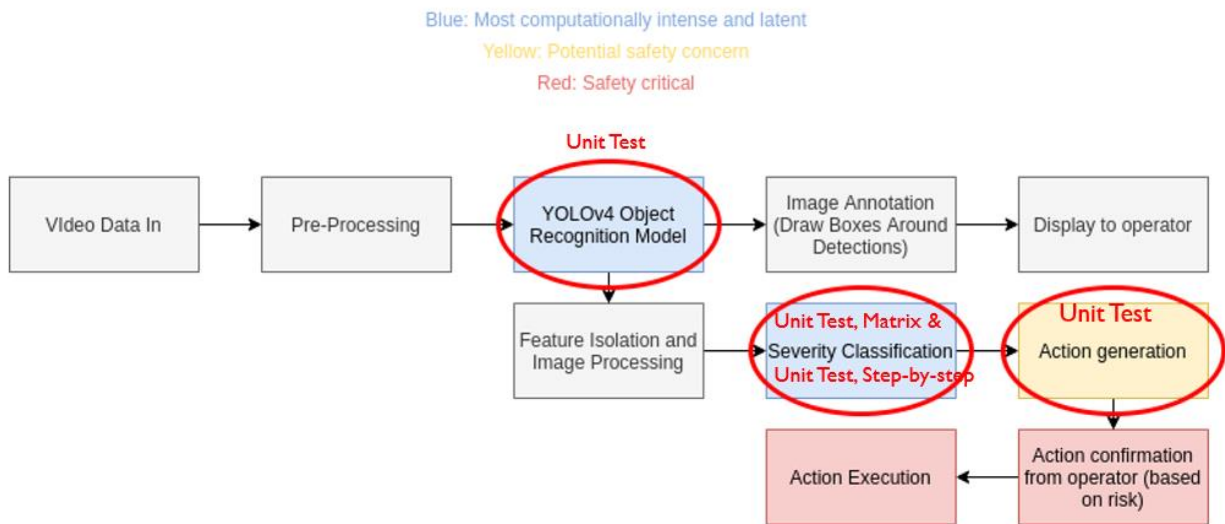 Blue: Most computationally intense and latent
Yellow: Potential safety concern
Red: Safety critical
Unit Test
VIdeo Data In
Pre-Processing
YOLOv4 Object
Recognition Model
Image Annotation
(Draw Boxes Around
Detections)
Display to operator
Feature Isolation and
Image Processing
Unit Test, Matrix &
Severity Classification
Unit Test, Step-by-step
Unit Test
Action generation
Action Execution
Action confirmation
from operator (based
on risk)